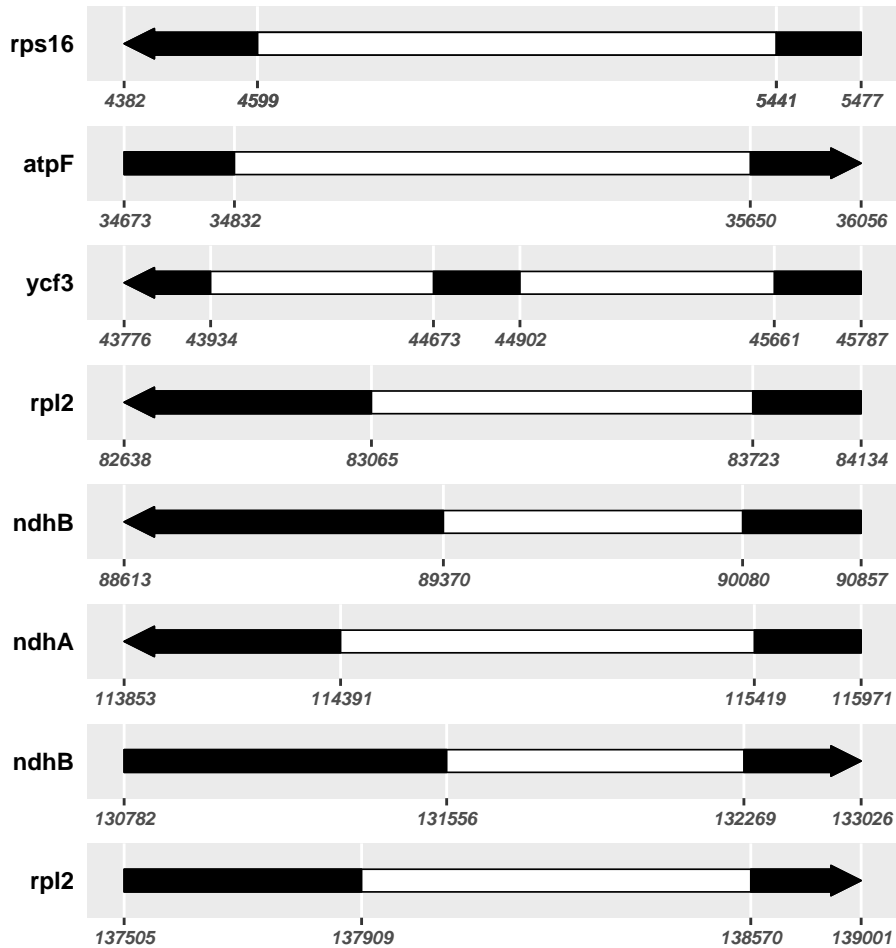 rps16
4382 4599 5441 5477
atpF
34673 34832 35650 36056
ycf3
43776 43934 44673 44902 45661 45787
rpl2
82638 83065 83723 84134
ndhB
88613 89370 90080 90857
ndhA
113853 114391 115419 115971
ndhB
130782 131556 132269 133026
rpl2
137505 137909 138570 139001